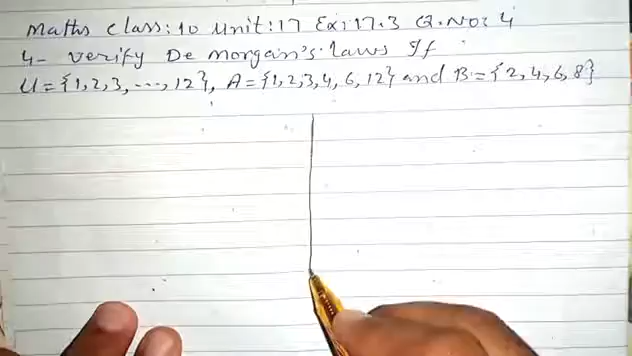 Maths Class: 10 Unit: 17 Ex: 17.3 Q.No: 4
4- Verify De Morgan's laws If
U = {1, 2, 3, ..., 12}, A = {1, 2, 3, 4, 6, 12} and B = {2, 4, 6, 8}